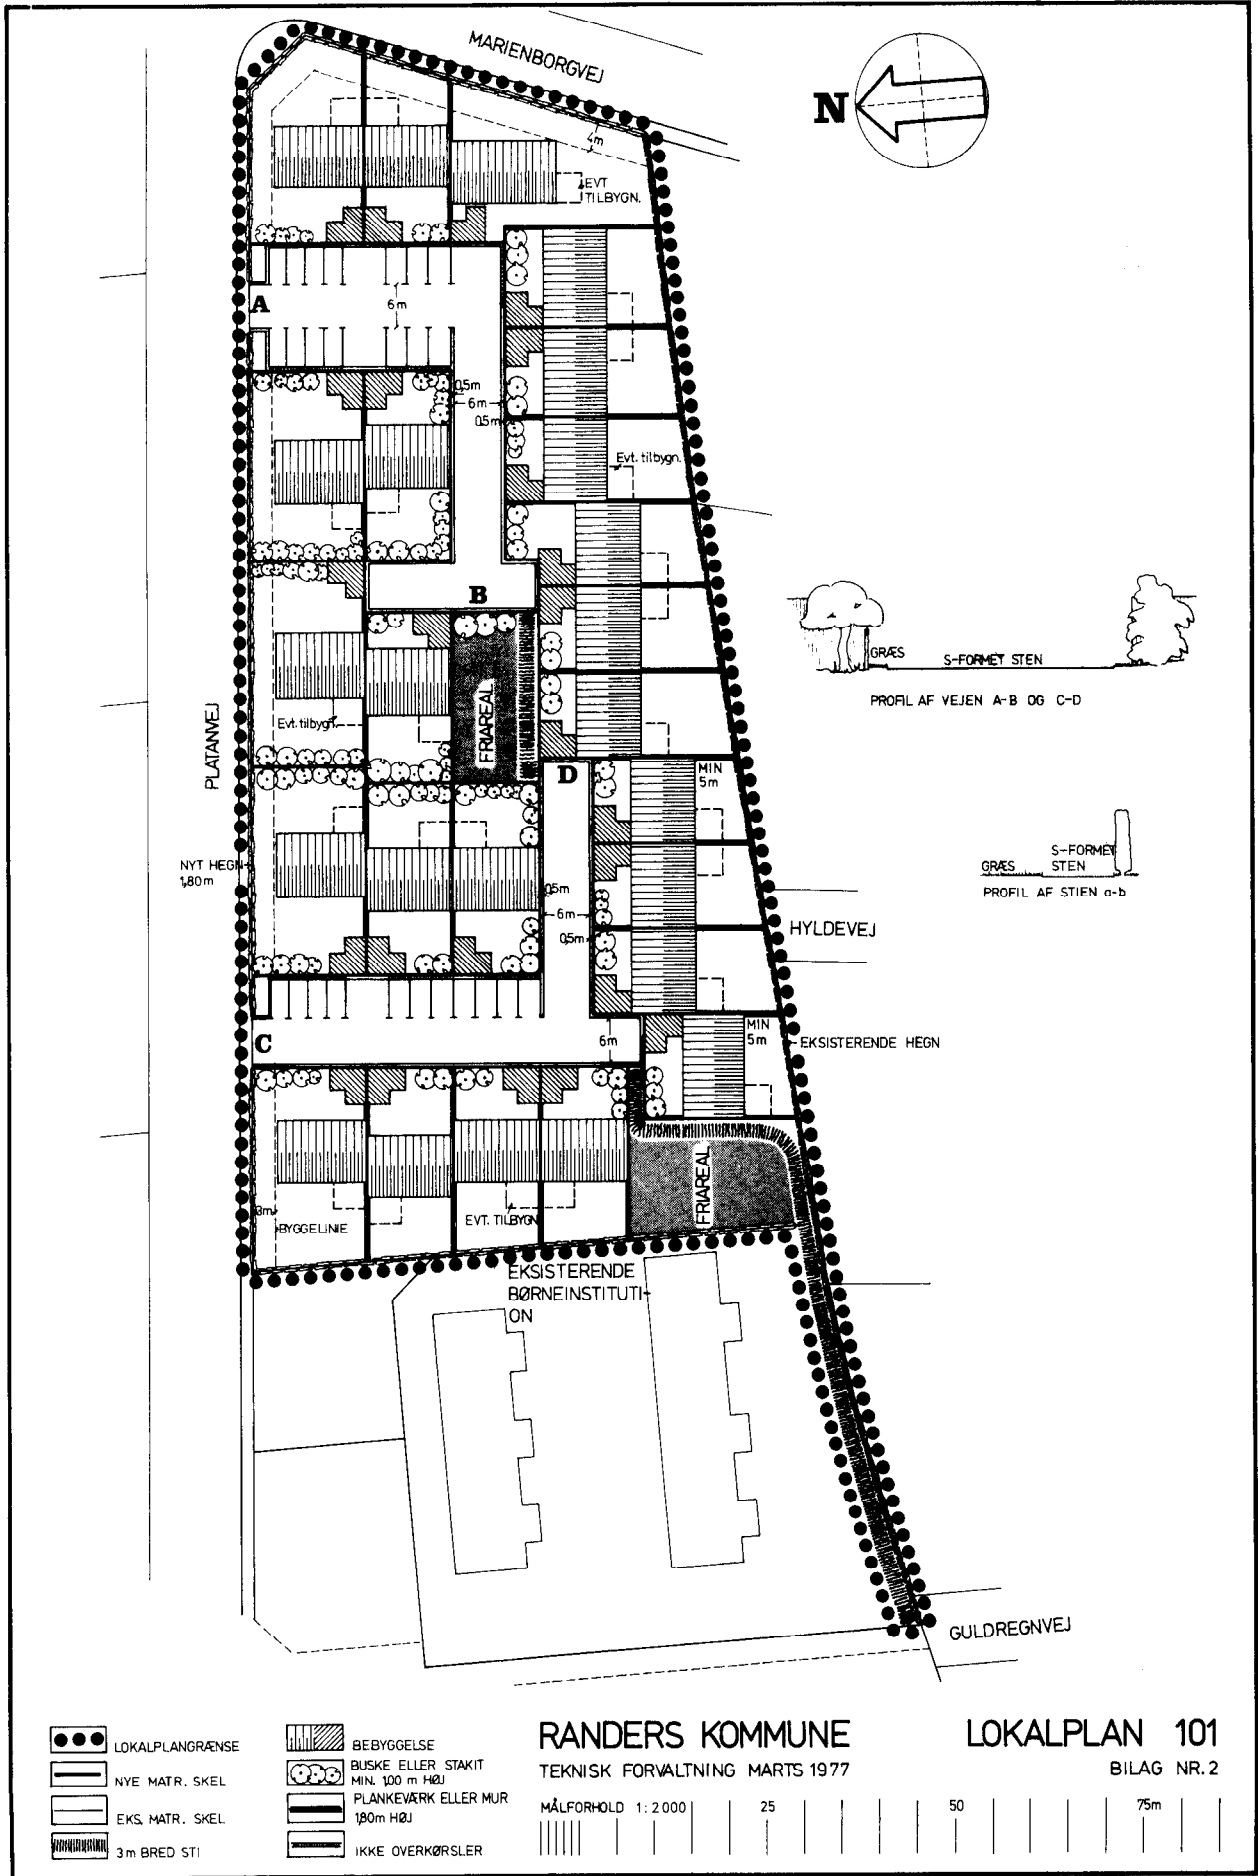 MARIENBORGVEJ
N
4m
EVT
TILBYGN.
A
6m
0,5m
6m
0,5m
Evt. tilbygn.
B
GRÆS
S-FORMET STEN
PROFIL AF VEJEN A-B OG C-D
PLATANVEJ
FRIAREAL
Evt. tilbygn.
D
MIN
5m
NYT HEGN
1,80m
GRÆS
S-FORMET
STEN
PROFIL AF STIEN a-b
0,5m
6m
0,5m
HYLDEVEJ
C
6m
MIN
5m
EKSISTERENDE HEGN
FRIAREAL
3m
BYGGELINIE
EVT. TILBYGN
EKSISTERENDE
BØRNEINSTITUTI-
ON
GULDREGNVEJ
LOKALPLANGRÆNSE
NYE MATR. SKEL
EKS. MATR. SKEL
3m BRED STI
BEBYGGELSE
BUSKE ELLER STAKIT
MIN. 1,00 m HØJ
PLANKEVÆRK ELLER MUR
1,80m HØJ
IKKE OVERKØRSLER
RANDERS KOMMUNE
TEKNISK FORVALTNING MARTS 1977
LOKALPLAN 101
BILAG NR. 2
MÅLFORHOLD 1:2000
25
50
75m